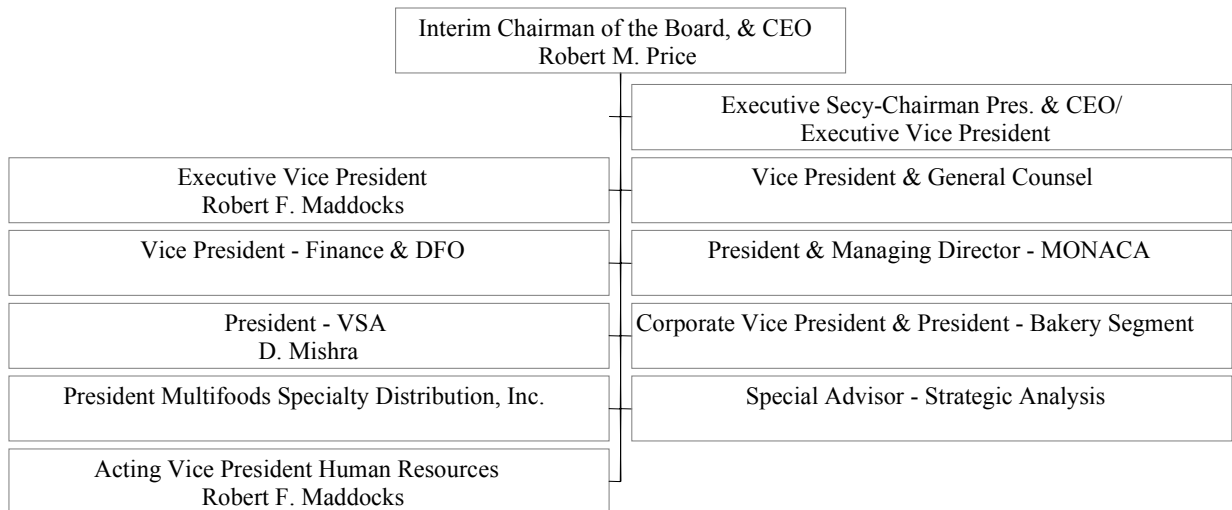 Interim Chairman of the Board, & CEO
Robert M. Price
Executive Secy-Chairman Pres. & CEO/
Executive Vice President
Executive Vice President
Robert F. Maddocks
Vice President & General Counsel
Vice President - Finance & DFO
President & Managing Director - MONACA
President - VSA
D. Mishra
Corporate Vice President & President - Bakery Segment
President Multifoods Specialty Distribution, Inc.
Special Advisor - Strategic Analysis
Acting Vice President Human Resources
Robert F. Maddocks